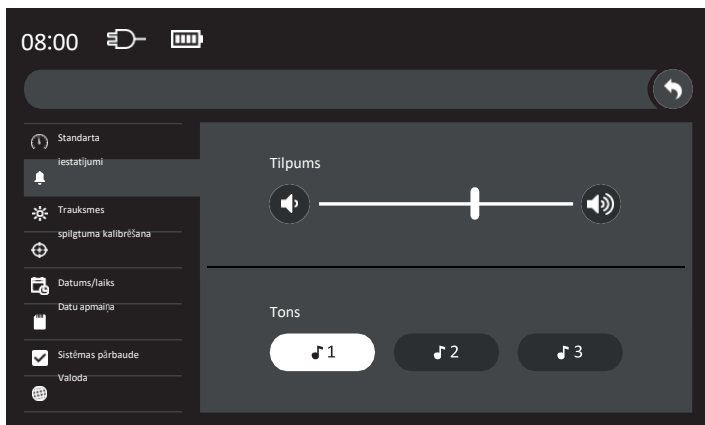 08:00
Standarta
iestatījumi
Trauksmes
spilgtuma kalibrēšana
Datums/laiks
Datu apmaiņa
Sistēmas pārbaude
Valoda
Tilpums
Tons
1
2
3